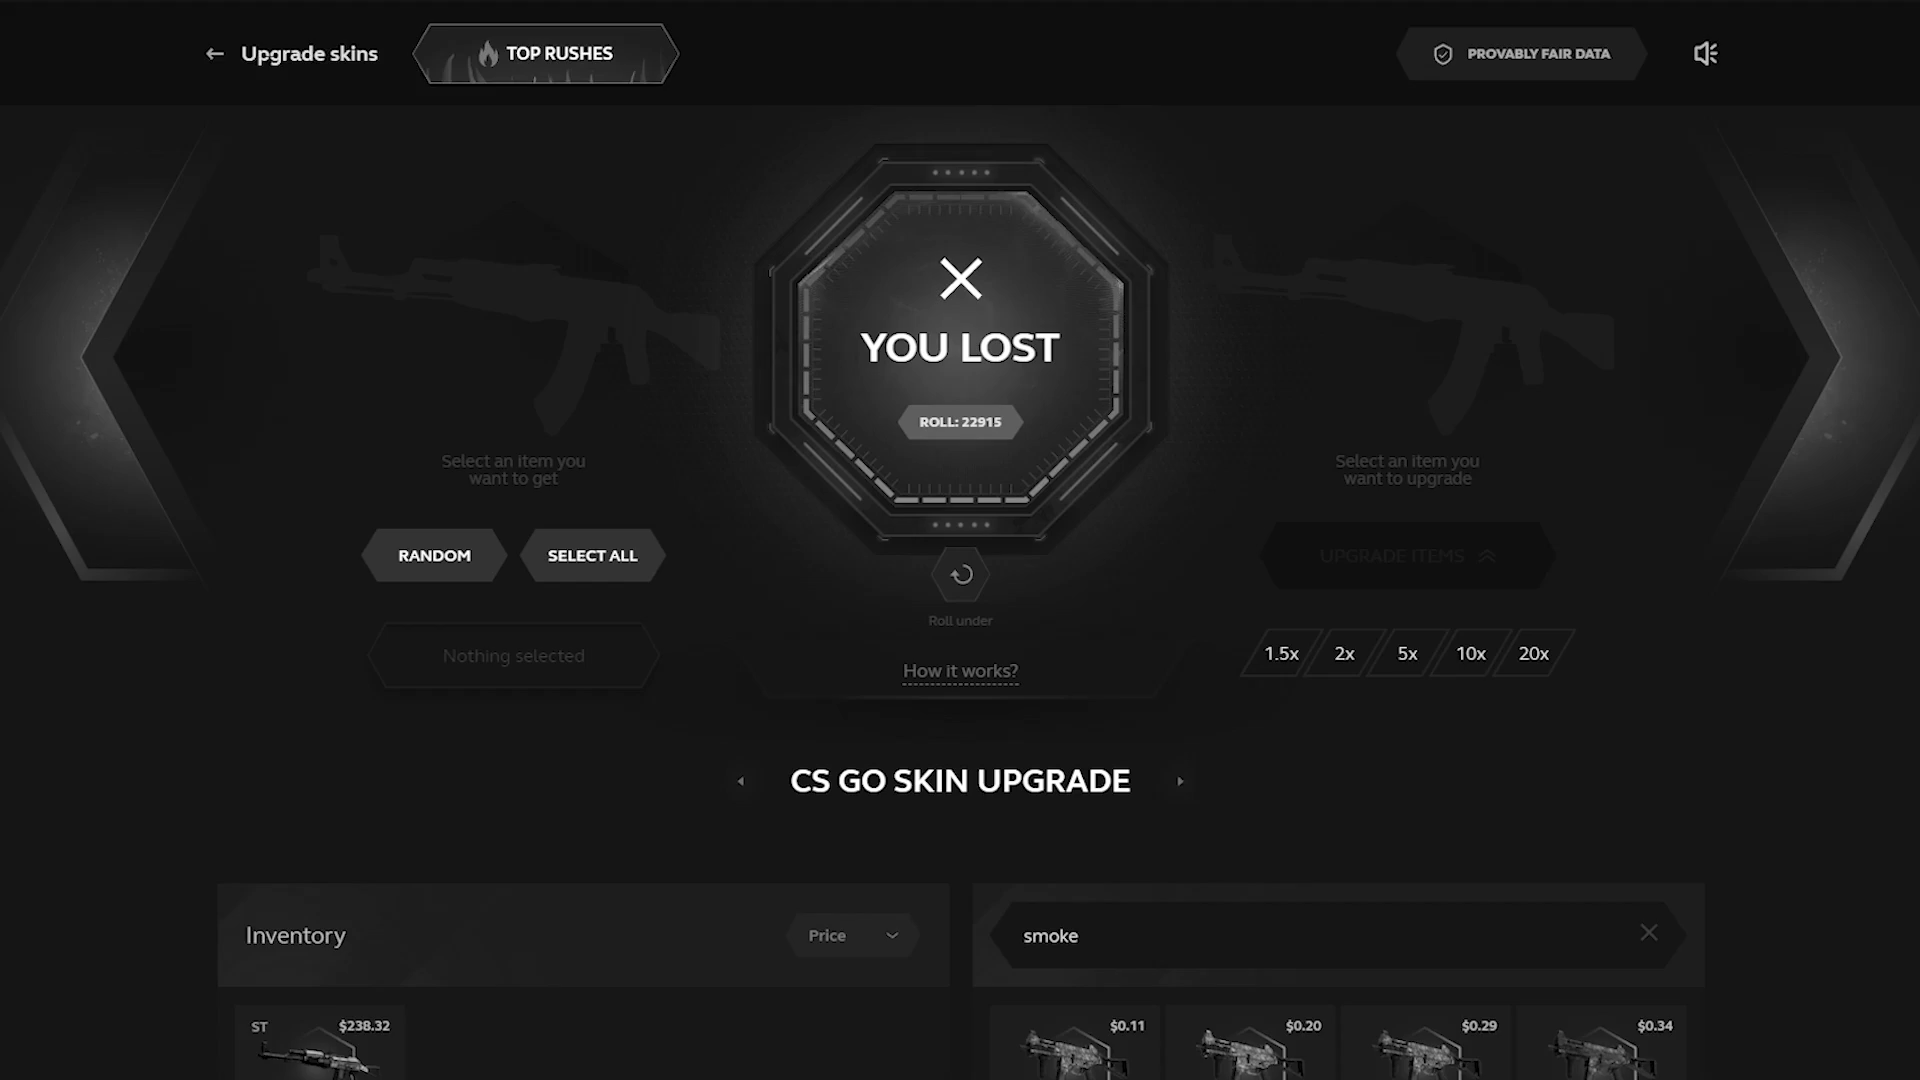 Upgrade skins
TOP RUSHES
PROVABLY FAIR DATA
YOU LOST
ROLL: 22915
Select an item you
want to get
Select an item you
want to upgrade
RANDOM
SELECT ALL
UPGRADE ITEMS
Roll under
Nothing selected
How it works?
1.5x
2x
5x
10x
20x
CS GO SKIN UPGRADE
Inventory
Price
smoke
ST
$238.32
$0.11
$0.20
$0.29
$0.34